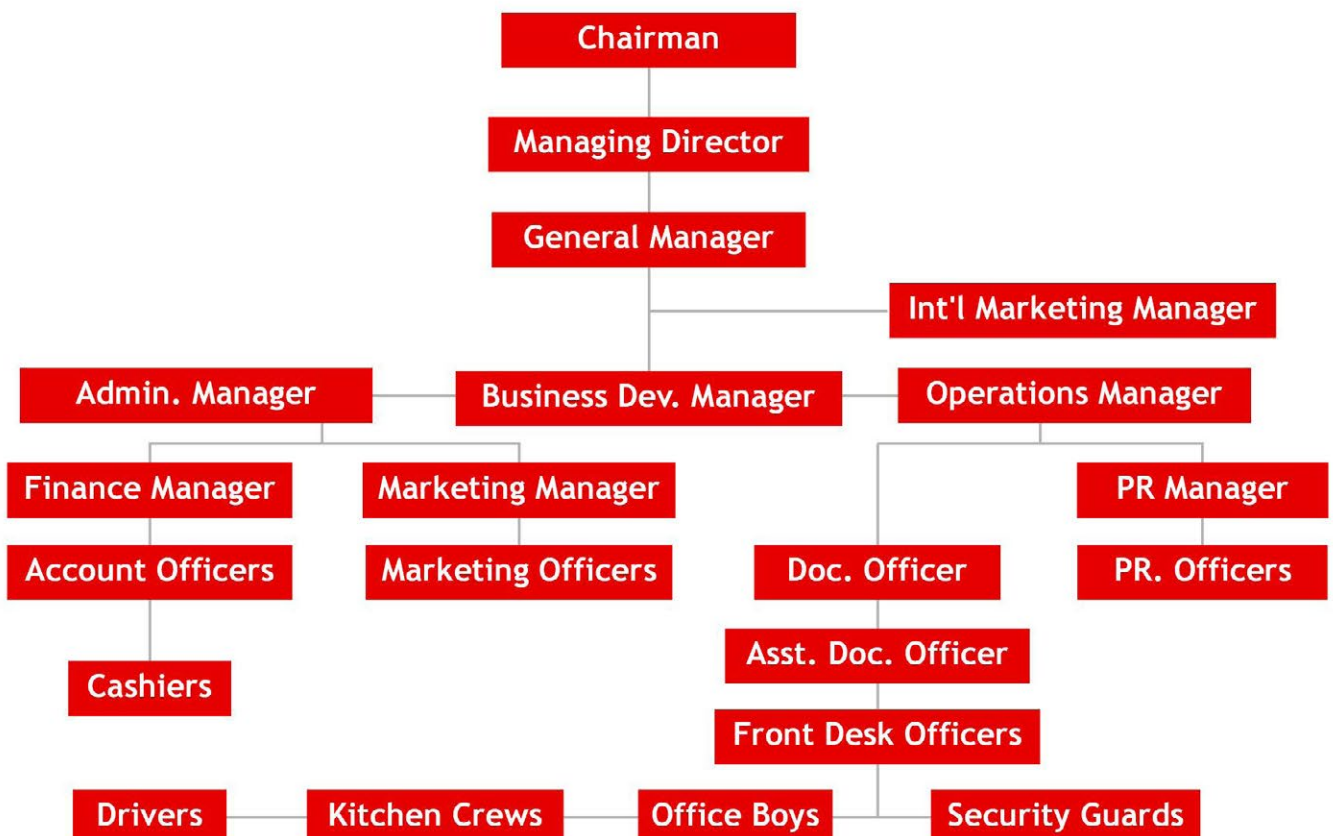 Chairman
Managing Director
General Manager
Int'l Marketing Manager
Admin. Manager
Business Dev. Manager
Operations Manager
Finance Manager
Marketing Manager
PR Manager
Account Officers
Marketing Officers
Doc. Officer
PR. Officers
Asst. Doc. Officer
Cashiers
Front Desk Officers
Drivers
Kitchen Crews
Office Boys
Security Guards